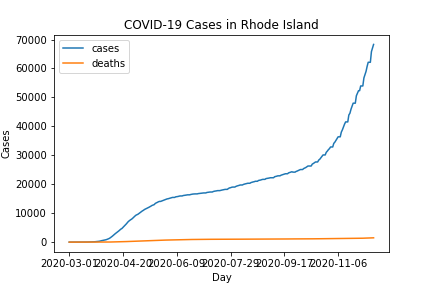 COVID-19 Cases in Rhode Island
70000
60000
50000
40000
30000
20000
10000
0
Cases
cases
deaths
2020-03-01
2020-04-20
2020-06-09
2020-07-29
2020-09-17
2020-11-06
Day